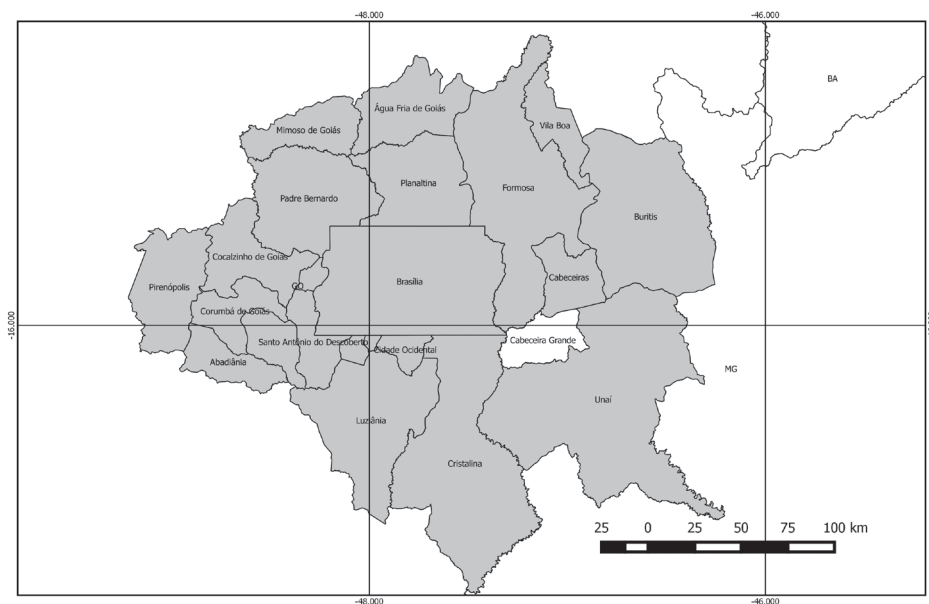 -48.000
-46.000
BA
Água Fria de Goiás
Mimoso de Goiás
Vila Boa
Planaltina
Formosa
Padre Bernardo
Buritis
Cocalzinho de Goiás
Brasília
Cabeceiras
Pirenópolis
GO
Corumbá de Goiás
-16.000
Cabeceira Grande
Santo Antônio do Descoberto
Cidade Ocidental
Abadiânia
MG
Unaí
Luziânia
Cristalina
25 0 25 50 75 100 km
-48.000
-46.000